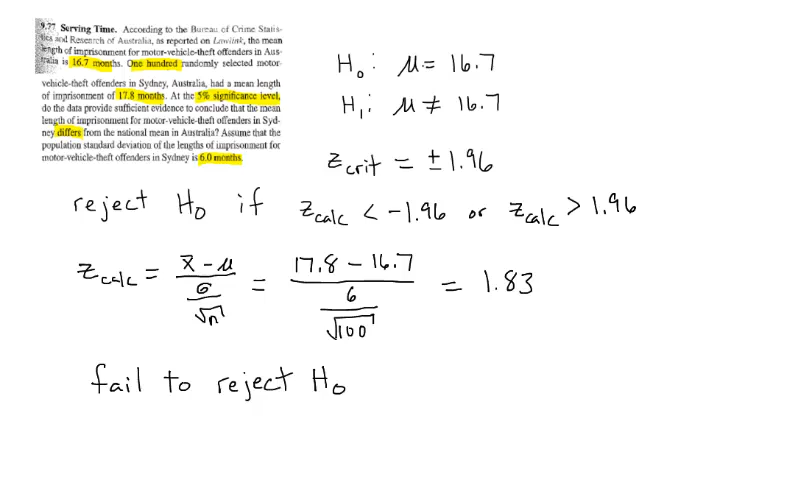 9.77 Serving Time. According to the Bureau of Crime Statis-
tics and Research of Australia, as reported on Lawlink, the mean
length of imprisonment for motor-vehicle-theft offenders in Aus-
tralia is 16.7 months. One hundred randomly selected motor-
vehicle-theft offenders in Sydney, Australia, had a mean length
of imprisonment of 17.8 months. At the 5% significance level,
do the data provide sufficient evidence to conclude that the mean
length of imprisonment for motor-vehicle-theft offenders in Syd-
ney differs from the national mean in Australia? Assume that the
population standard deviation of the lengths of imprisonment for
motor-vehicle-theft offenders in Sydney is 6.0 months.
H₀: μ = 16.7
H₁: μ ≠ 16.7
z_crit = ±1.96
reject H₀ if z_calc < -1.96 or z_calc > 1.96
z_calc = (x̄ - μ)/(σ/√n) = (17.8 - 16.7)/(6/√100) = 1.83
fail to reject H₀